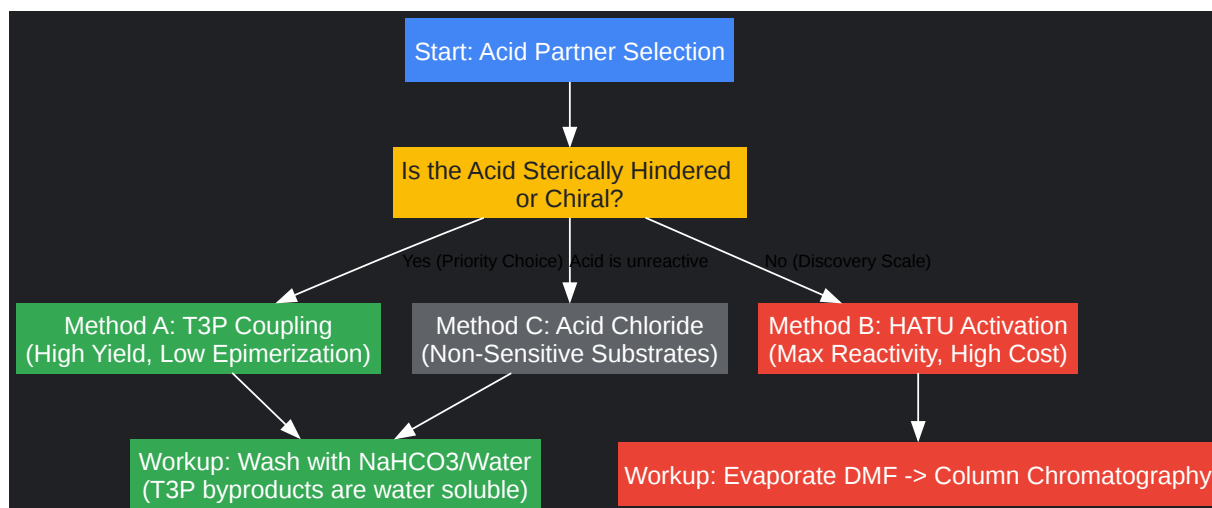 Start: Acid Partner Selection
Is the Acid Sterically Hindered
or Chiral?
Yes (Priority Choice)
Acid is unreactive
No (Discovery Scale)
Method A: T3P Coupling
(High Yield, Low Epimerization)
Method C: Acid Chloride
(Non-Sensitive Substrates)
Method B: HATU Activation
(Max Reactivity, High Cost)
Workup: Wash with NaHCO3/Water
(T3P byproducts are water soluble)
Workup: Evaporate DMF -> Column Chromatography